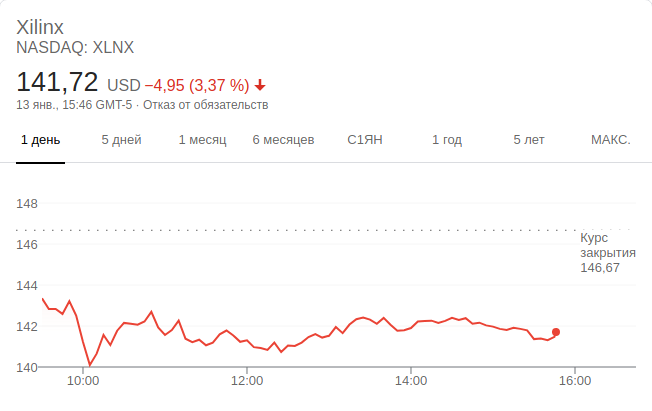 Xilinx
NASDAQ: XLNX
141,72 USD −4,95 (3,37 %)
13 янв., 15:46 GMT-5 · Отказ от обязательств
1 день 5 дней 1 месяц 6 месяцев С1ЯН 1 год 5 лет МАКС.
148
146
144
142
140
Курс
закрытия
146,67
10:00 12:00 14:00 16:00